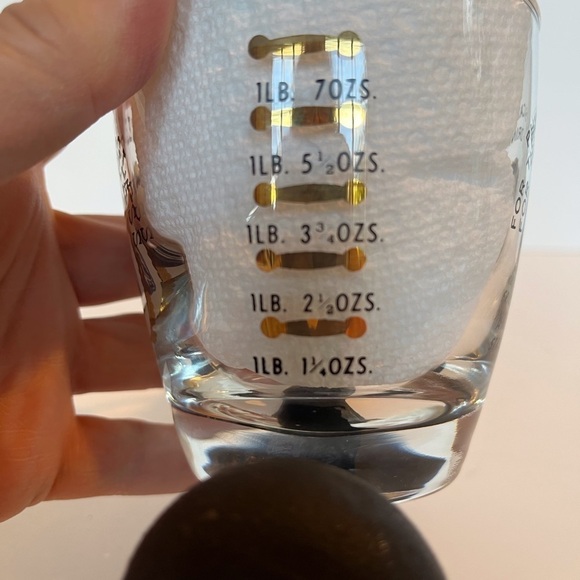 1LB. 7OZS.
1LB. 5½OZS.
1LB. 3¾OZS.
1LB. 2½OZS.
1LB. 1¼OZS.